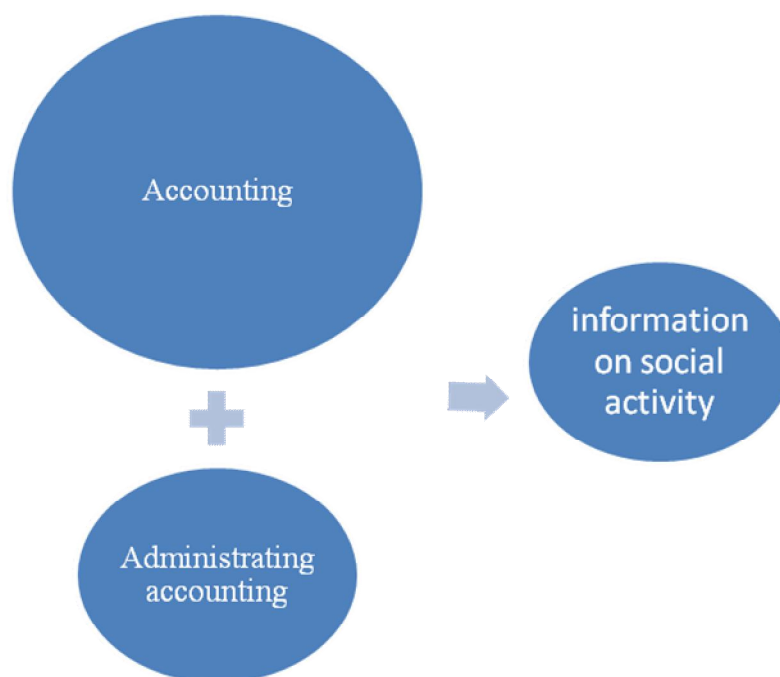 Accounting
information
on social
activity
Administrating
accounting